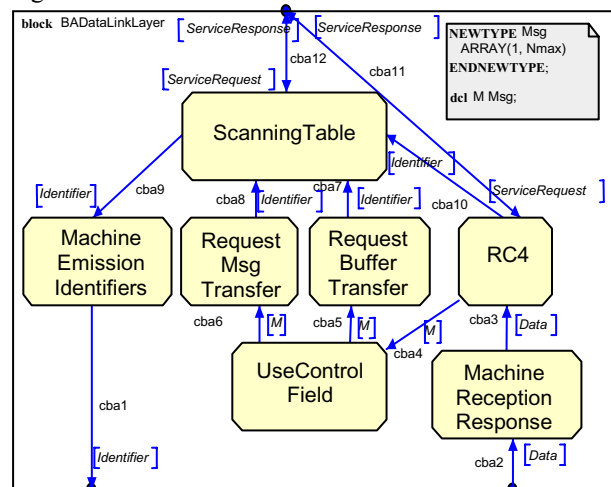 block BADataLinkLayer
[ServiceResponse]
[ServiceResponse]
NEWTYPE Msg
ARRAY(1, Nmax)
ENDNEWTYPE;
dcl M Msg;
cba12
cba11
[ServiceRequest]
ScanningTable
[Identifier]
cba7
[Identifier]
cba9
cba8
[Identifier]
[Identifier]
cba10
[ServiceRequest]
Machine
Emission
Identifiers
Request
Msg
Transfer
Request
Buffer
Transfer
RC4
cba6
[M]
cba5
[M]
[M]
cba4
cba3
[Data]
UseControl
Field
Machine
Reception
Response
cba1
[Identifier]
cba2
[Data]